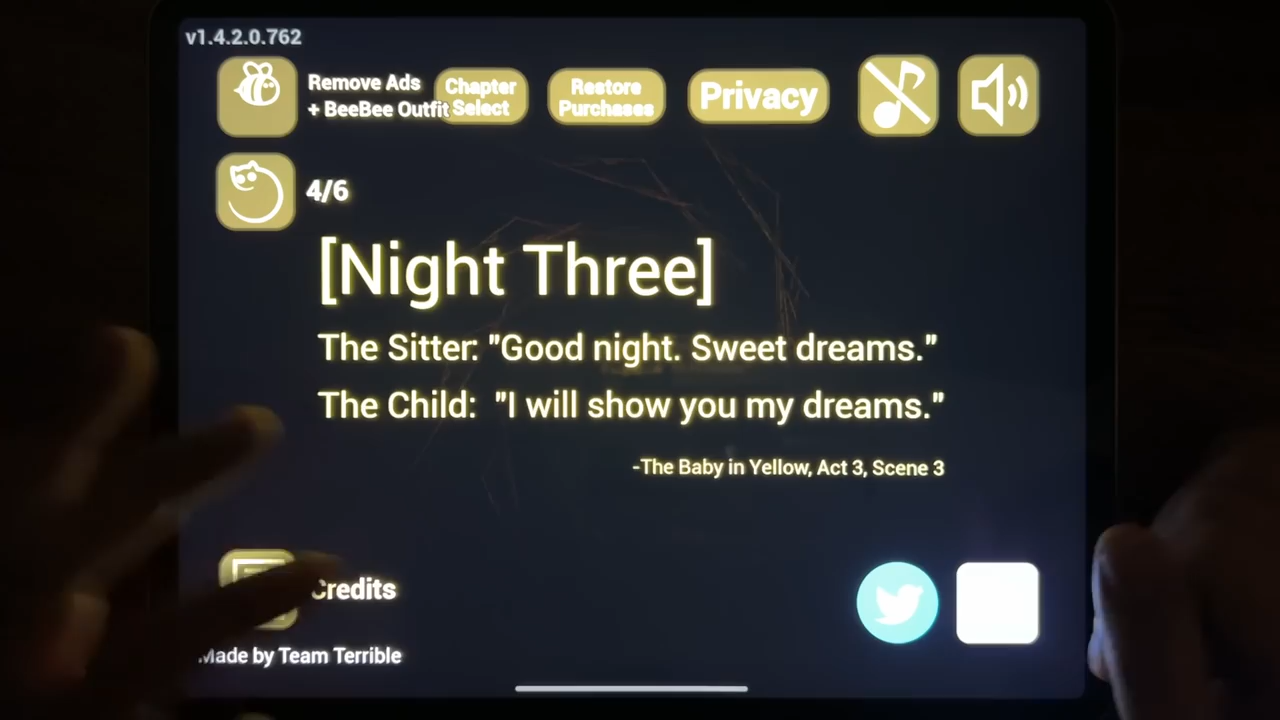 v1.4.2.0.762
Remove Ads
+ BeeBee Outfit
Chapter
Select
Restore
Purchases
Privacy
4/6
[Night Three]
The Sitter: "Good night. Sweet dreams."
The Child: "I will show you my dreams."
-The Baby in Yellow, Act 3, Scene 3
Credits
Made by Team Terrible